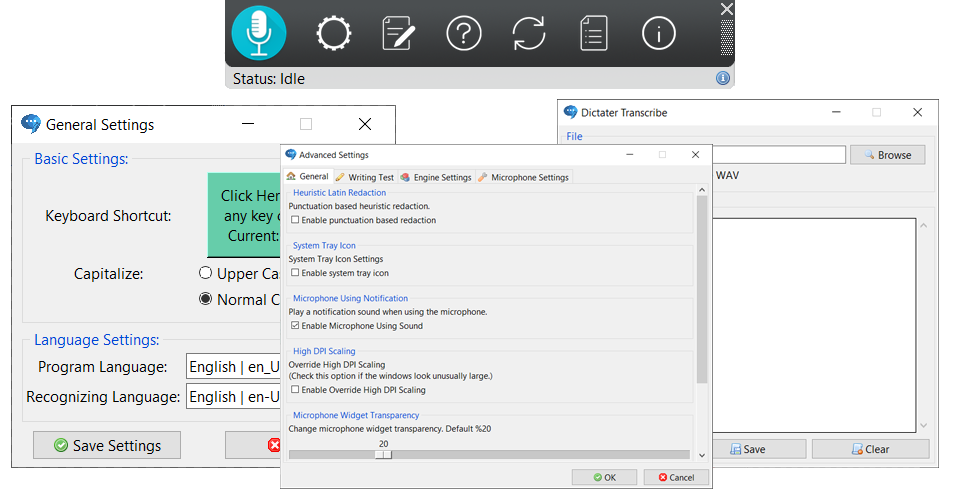 Status: Idle
General Settings
Basic Settings:
Keyboard Shortcut:
Click Her
any key
Current:
Capitalize:
Upper Ca
Normal C
Language Settings:
Program Language:
English | en_U
Recognizing Language:
English | en-U
Save Settings
Advanced Settings
General
Writing Test
Engine Settings
Microphone Settings
Heuristic Latin Redaction
Punctuation based heuristic redaction.
Enable punctuation based redaction
System Tray Icon
System Tray Icon Settings
Enable system tray icon
Microphone Using Notification
Play a notification sound when using the microphone.
Enable Microphone Using Sound
High DPI Scaling
Override High DPI Scaling
(Check this option if the windows look unusually large.)
Enable Override High DPI Scaling
Microphone Widget Transparency
Change microphone widget transparency. Default %20
20
OK
Cancel
Dictater Transcribe
File
Browse
WAV
Save
Clear